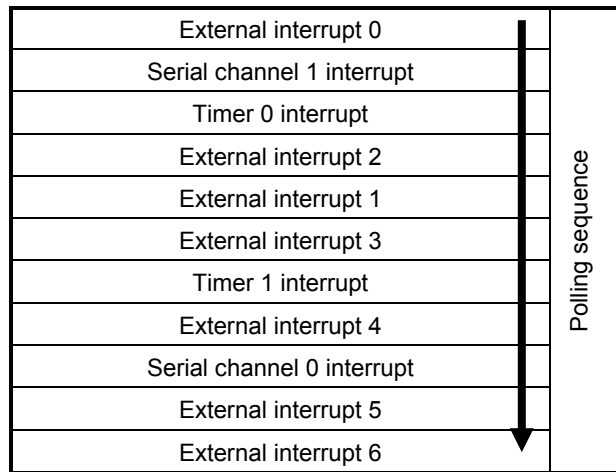 External interrupt 0
Serial channel 1 interrupt
Timer 0 interrupt
External interrupt 2
External interrupt 1
External interrupt 3
Timer 1 interrupt
External interrupt 4
Serial channel 0 interrupt
External interrupt 5
External interrupt 6
Polling sequence